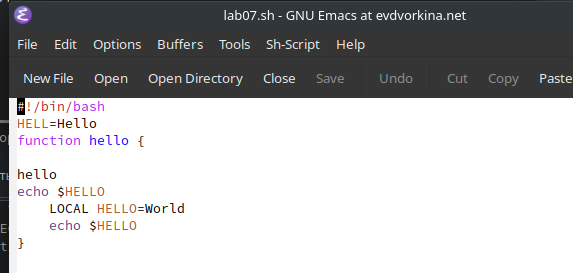 lab07.sh - GNU Emacs at evdvorkina.net
File Edit Options Buffers Tools Sh-Script Help
New File Open Open Directory Close Save Undo Cut Copy Paste
#!/bin/bash
HELL=Hello
function hello {

hello
echo $HELLO
    LOCAL HELLO=World
    echo $HELLO
}